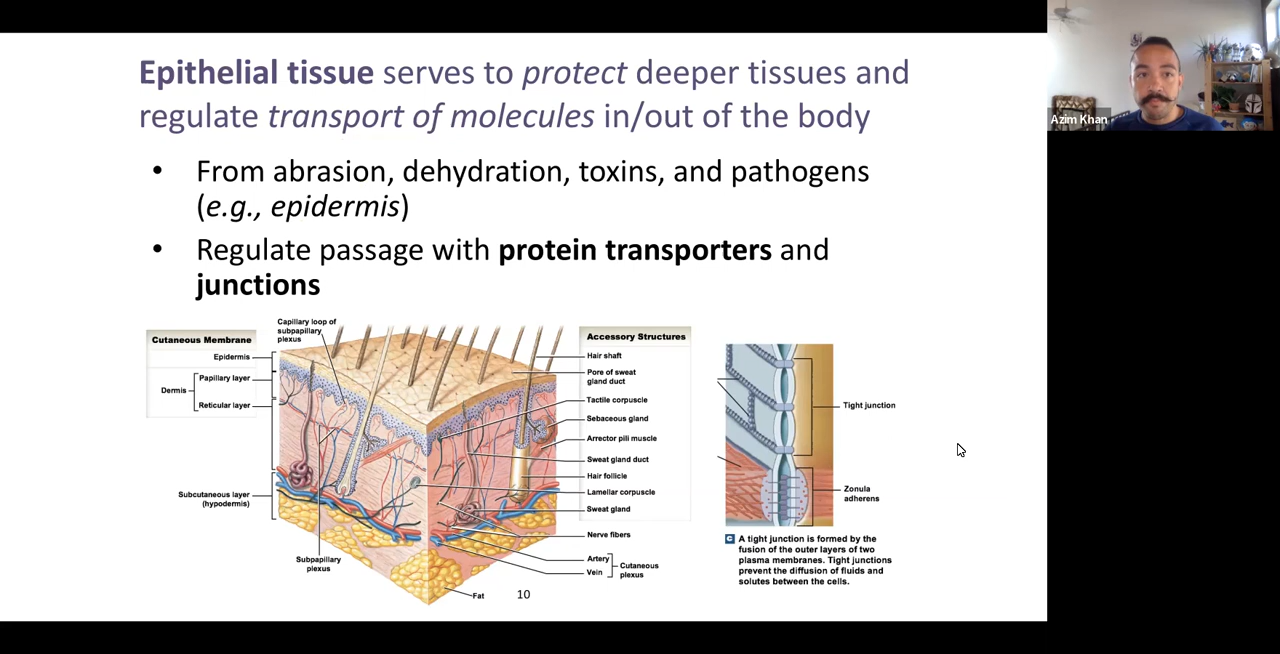 Epithelial tissue serves to protect deeper tissues and
regulate transport of molecules in/out of the body
• From abrasion, dehydration, toxins, and pathogens
(e.g., epidermis)
• Regulate passage with protein transporters and
junctions
Cutaneous Membrane
Epidermis
Papillary layer
Dermis
Reticular layer
Subcutaneous layer
(hypodermis)
Capillary loop of
subpapillary
plexus
Subpapillary
plexus
Accessory Structures
Hair shaft
Pore of sweat
gland duct
Tactile corpuscle
Sebaceous gland
Arrector pili muscle
Sweat gland duct
Hair follicle
Lamellar corpuscle
Sweat gland
Nerve fibers
Artery
Vein
Cutaneous
plexus
Fat
10
Tight junction
Zonula
adherens
C A tight junction is formed by the
fusion of the outer layers of two
plasma membranes. Tight junctions
prevent the diffusion of fluids and
solutes between the cells.
Azim Khan